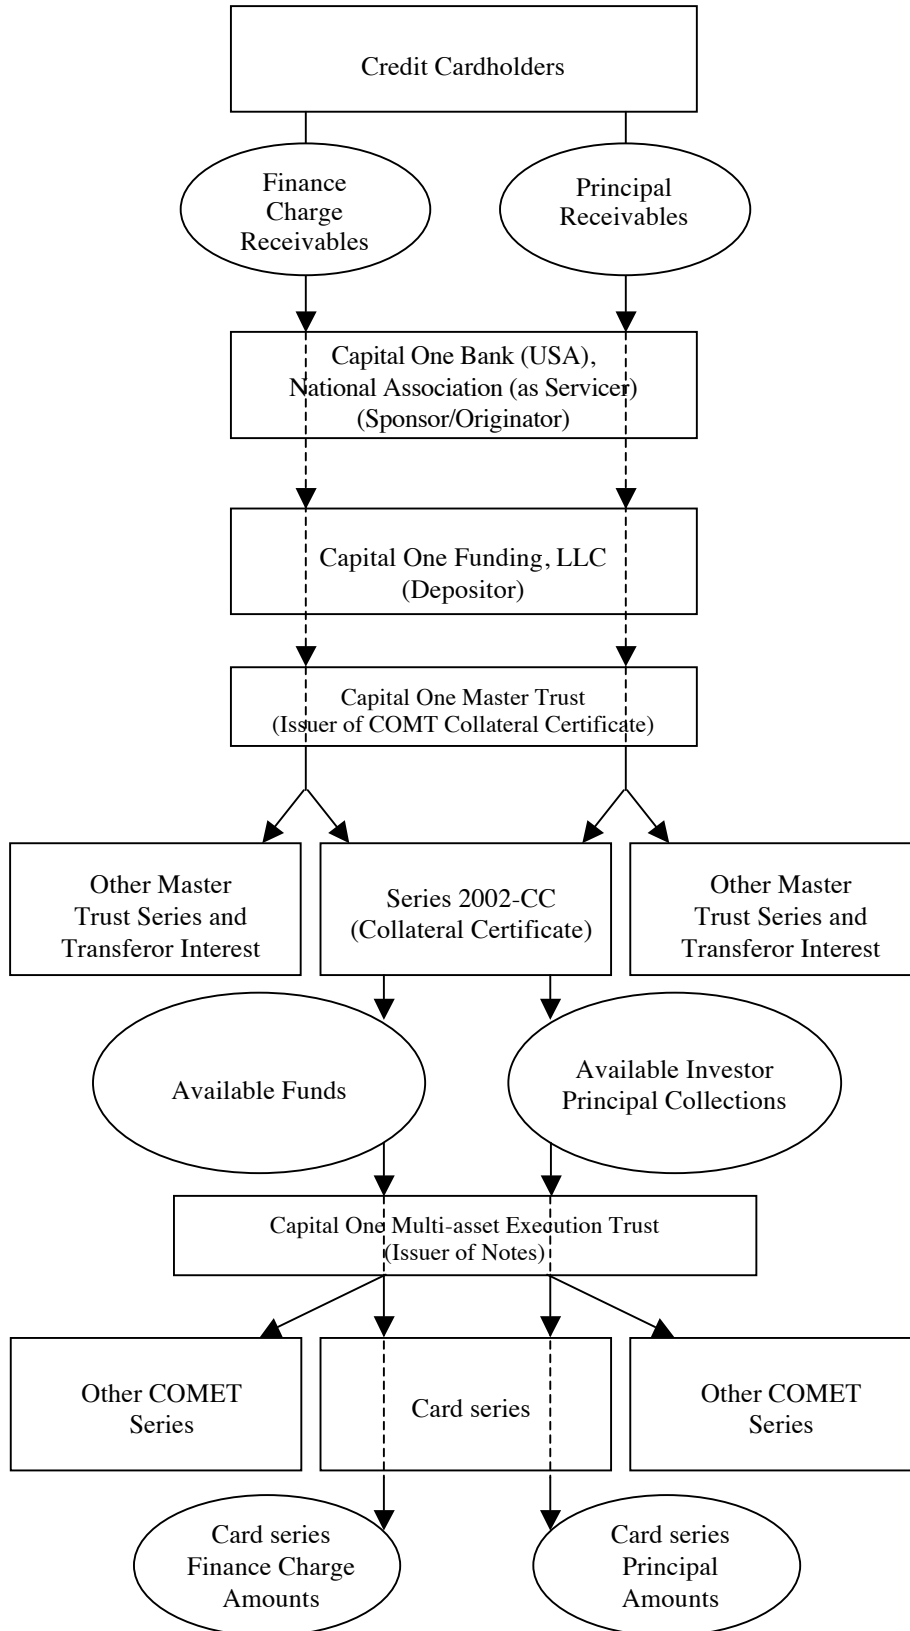 Credit Cardholders
Finance
Charge
Receivables
Principal
Receivables
Capital One Bank (USA),
National Association (as Servicer)
(Sponsor/Originator)
Capital One Funding, LLC
(Depositor)
Capital One Master Trust
(Issuer of COMT Collateral Certificate)
Other Master
Trust Series and
Transferor Interest
Series 2002-CC
(Collateral Certificate)
Other Master
Trust Series and
Transferor Interest
Available Funds
Available Investor
Principal Collections
Capital One Multi-asset Execution Trust
(Issuer of Notes)
Other COMET
Series
Card series
Other COMET
Series
Card series
Finance Charge
Amounts
Card series
Principal
Amounts